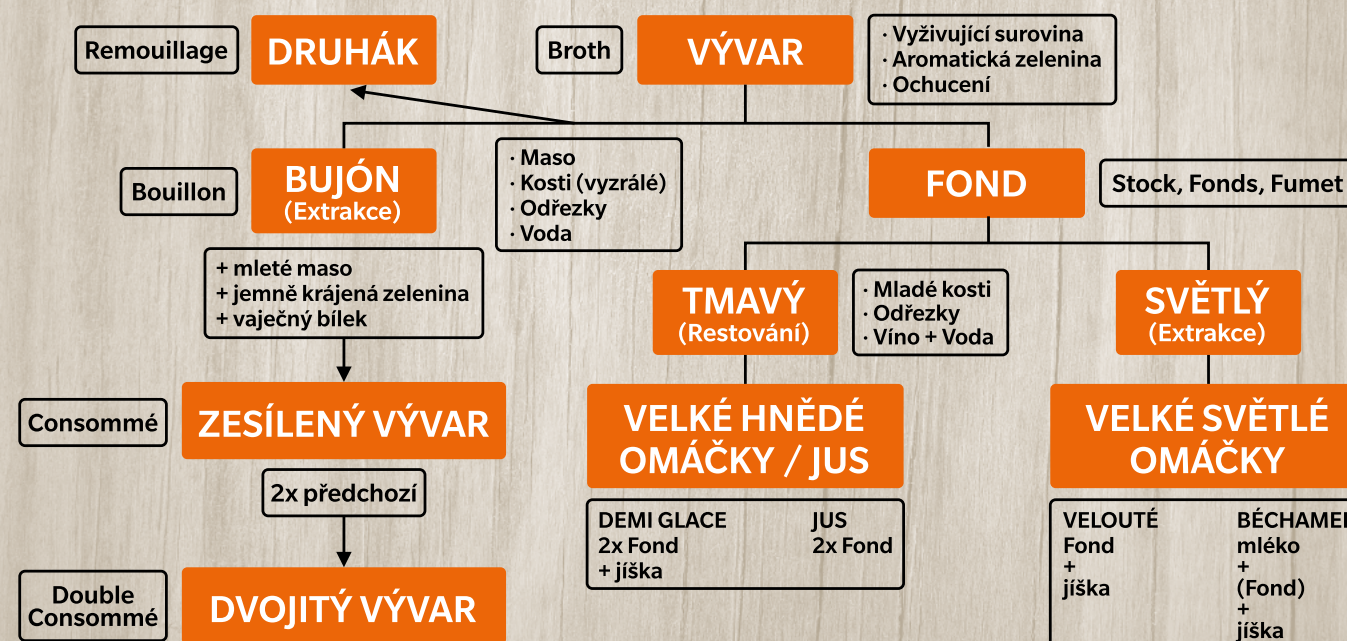 Remouillage
DRUHÁK
Broth
VÝVAR
· Vyživující surovina
· Aromatická zelenina
· Ochucení
Bouillon
BUJÓN
(Extrakce)
· Maso
· Kosti (vyzrálé)
· Odřezky
· Voda
FOND
Stock, Fonds, Fumet
+ mleté maso
+ jemně krájená zelenina
+ vaječný bílek
TMAVÝ
(Restování)
· Mladé kosti
· Odřezky
· Víno + Voda
SVĚTLÝ
(Extrakce)
Consommé
ZESÍLENÝ VÝVAR
VELKÉ HNĚDÉ
OMÁČKY / JUS
VELKÉ SVĚTLÉ
OMÁČKY
2x předchozí
DEMI GLACE
2x Fond
+ jíška
JUS
2x Fond
VELOUTÉ
Fond
+
jíška
BÉCHAMEL
mléko
+
(Fond)
+
jíška
Double
Consommé
DVOJITÝ VÝVAR